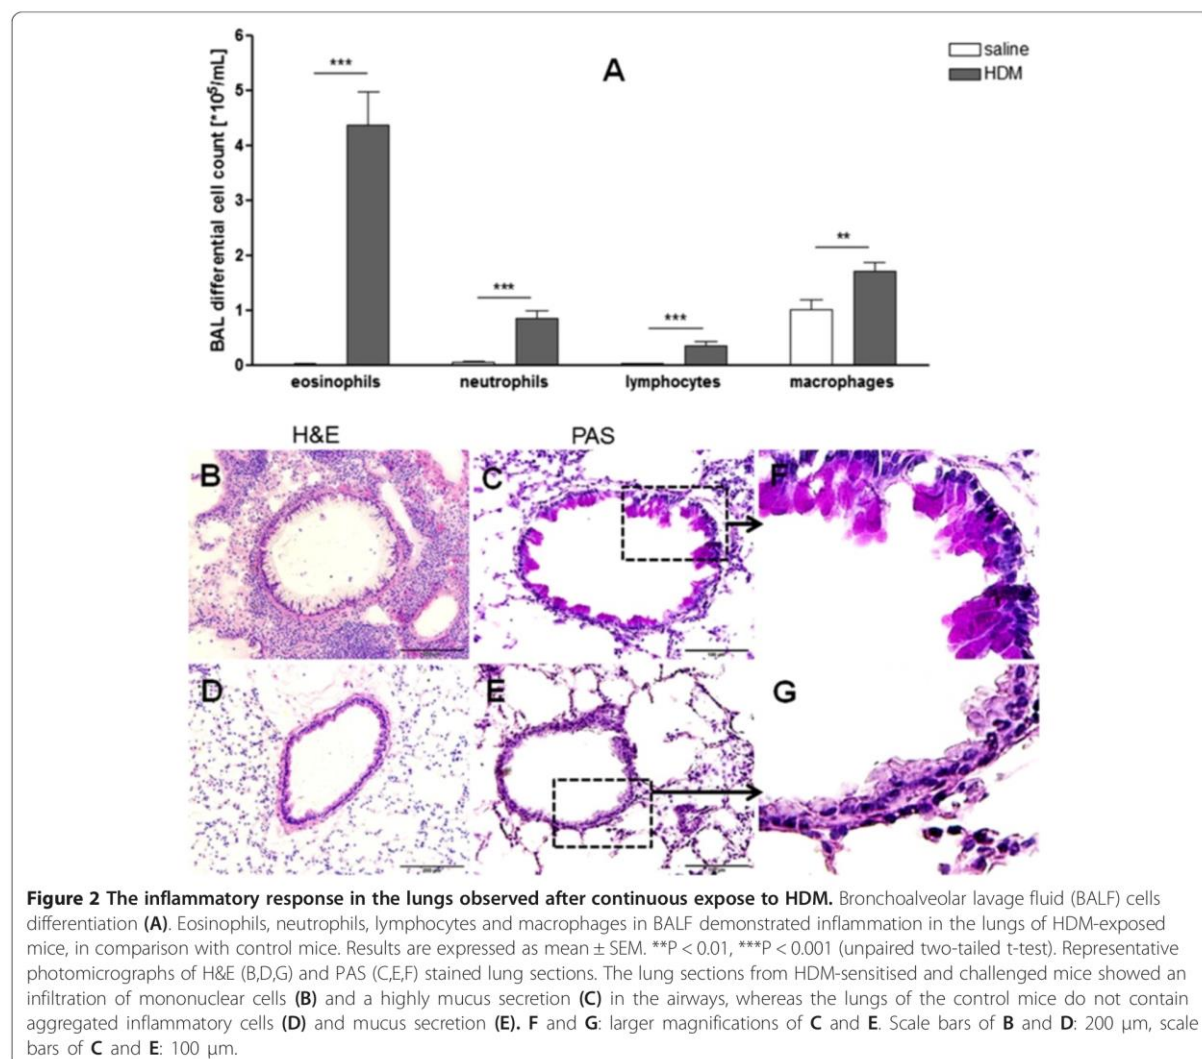 6
5
4
3
2
1
0
BAL differential cell count [*10⁵/mL]
A
saline
HDM
***
***
***
**
eosinophils neutrophils lymphocytes macrophages
H&E PAS
B C F
D E G
Figure 2 The inflammatory response in the lungs observed after continuous expose to HDM. Bronchoalveolar lavage fluid (BALF) cells
differentiation (A). Eosinophils, neutrophils, lymphocytes and macrophages in BALF demonstrated inflammation in the lungs of HDM-exposed
mice, in comparison with control mice. Results are expressed as mean ± SEM. **P < 0.01, ***P < 0.001 (unpaired two-tailed t-test). Representative
photomicrographs of H&E (B,D,G) and PAS (C,E,F) stained lung sections. The lung sections from HDM-sensitised and challenged mice showed an
infiltration of mononuclear cells (B) and a highly mucus secretion (C) in the airways, whereas the lungs of the control mice do not contain
aggregated inflammatory cells (D) and mucus secretion (E). F and G: larger magnifications of C and E. Scale bars of B and D: 200 μm, scale
bars of C and E: 100 μm.